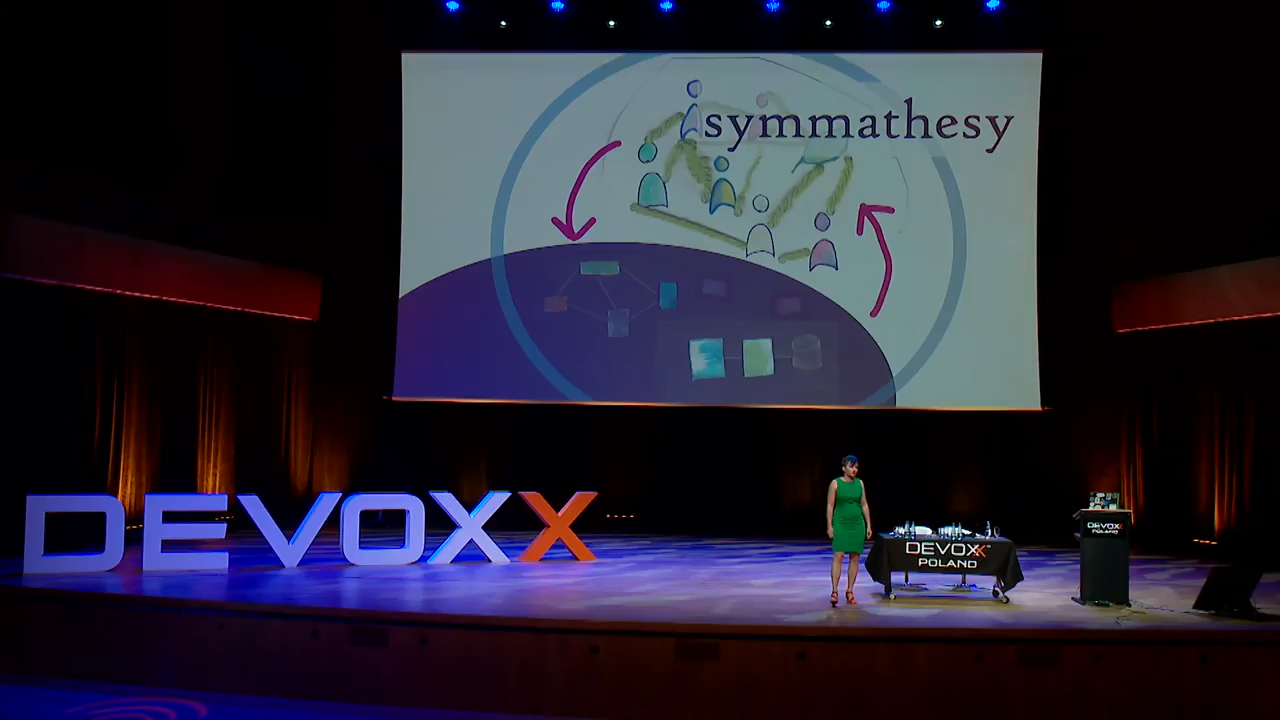 symmathesy
DEVOXX
DEVOXX
POLAND
DEVOXX
POLAND